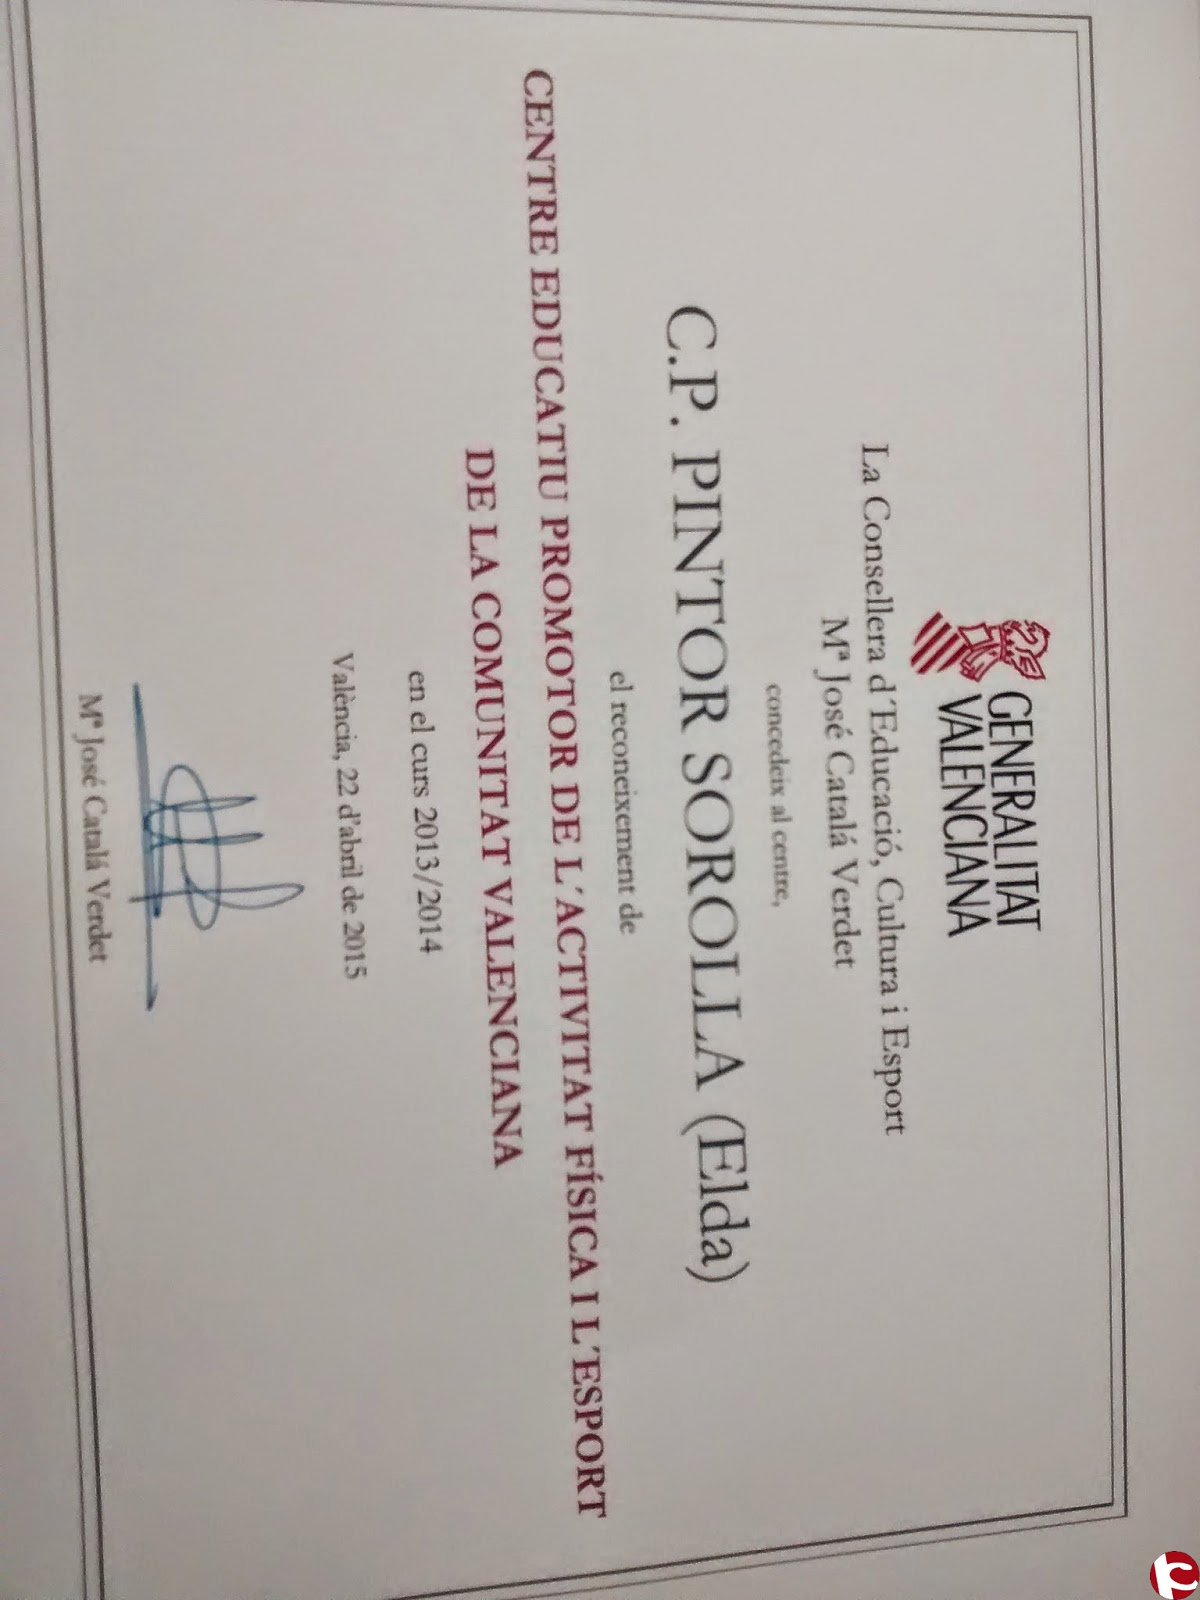 GENERALITAT
VALENCIANA
La Consellera d´Educació, Cultura i Esport
Mª José Catalá Verdet
concedeix al centre,
C.P. PINTOR SOROLLA (Elda)
el reconeixement de
CENTRE EDUCATIU PROMOTOR DE L´ACTIVITAT FÍSICA I L´ESPORT
DE LA COMUNITAT VALENCIANA
en el curs 2013/2014
València, 22 d'abril de 2015
Mª José Catalá Verdet